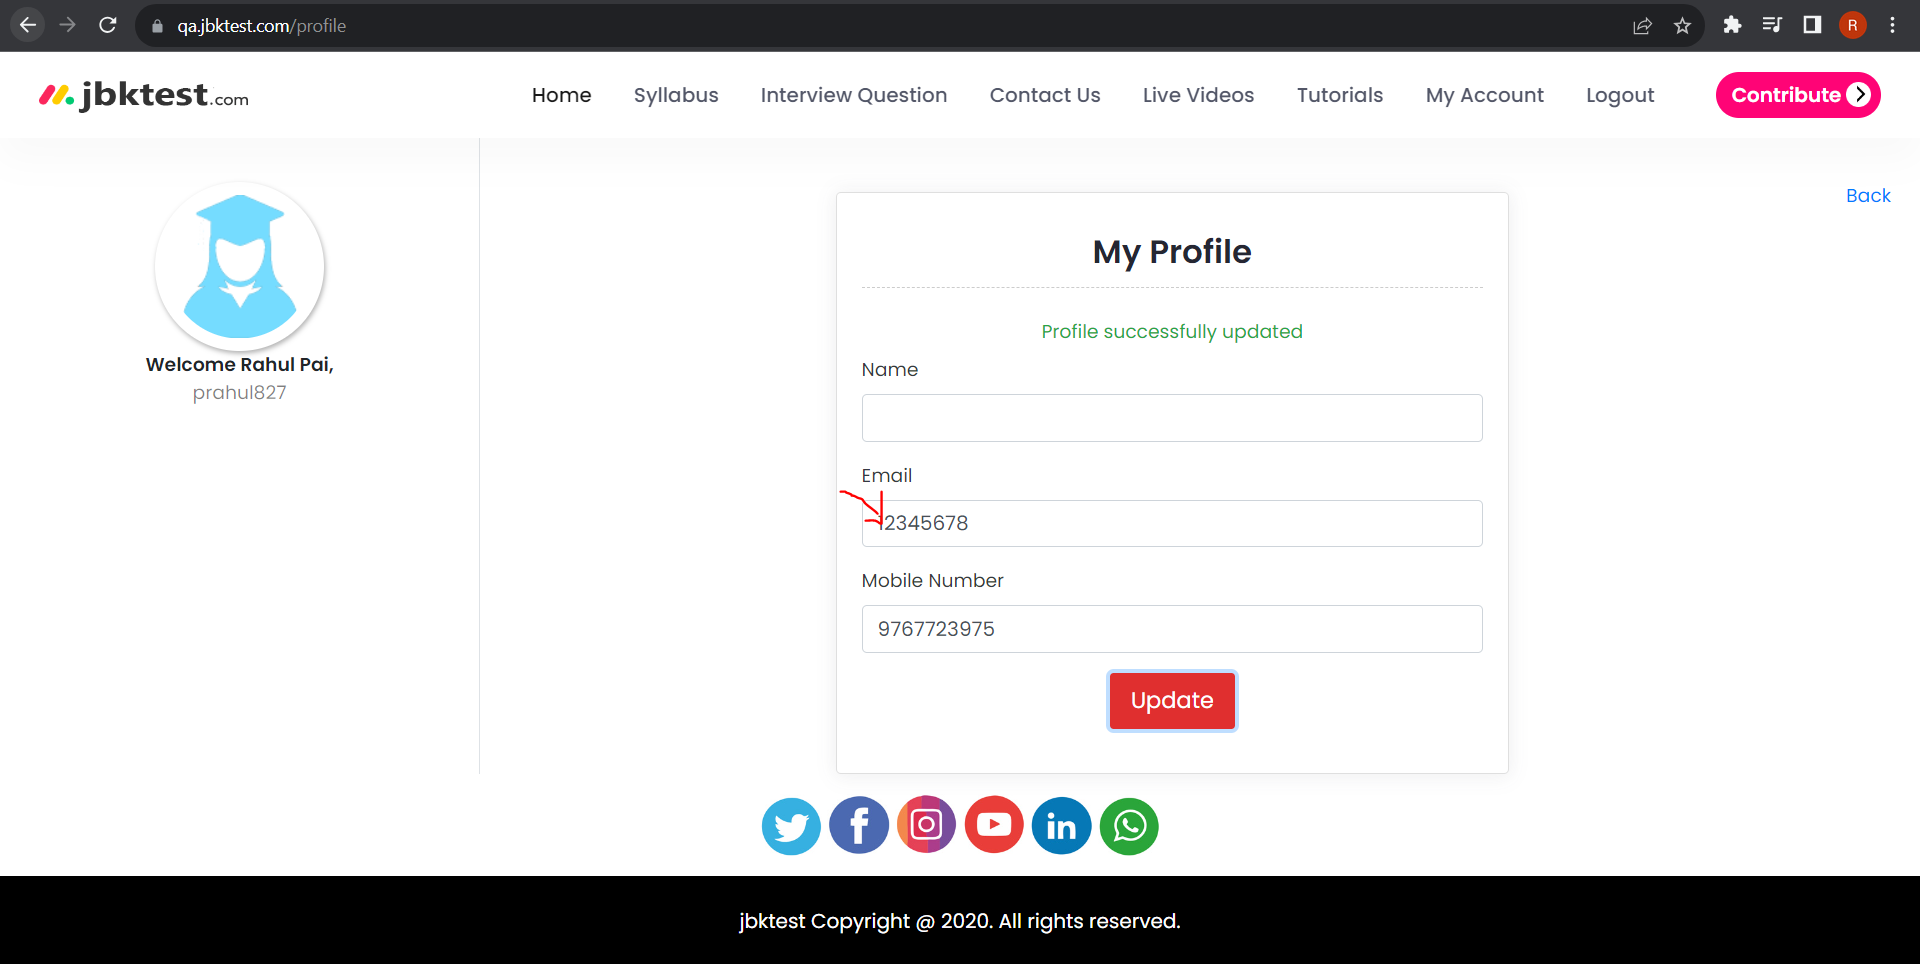 qa.jbktest.com/profile
R
jbktest.com
Home Syllabus Interview Question Contact Us Live Videos Tutorials My Account Logout Contribute
Back
My Profile
Profile successfully updated
Welcome Rahul Pai,
prahul827
Name
Email
12345678
Mobile Number
9767723975
Update
jbktest Copyright @ 2020. All rights reserved.